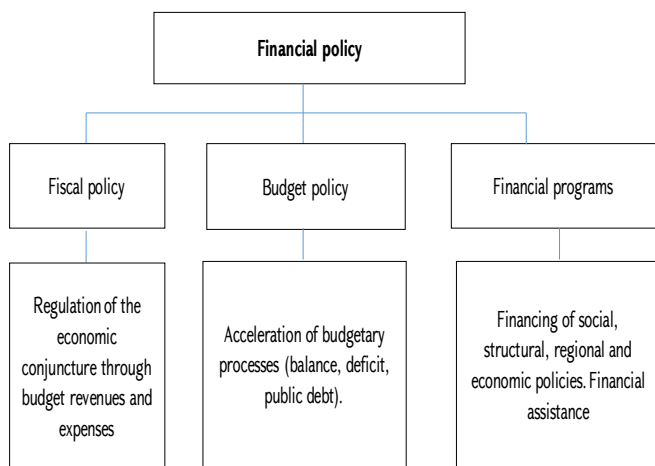 Financial policy
Fiscal policy
Budget policy
Financial programs
Regulation of the
economic
conjuncture through
budget revenues and
expenses
Acceleration of budgetary
processes (balance, deficit,
public debt).
Financing of social,
structural, regional and
economic policies. Financial
assistance